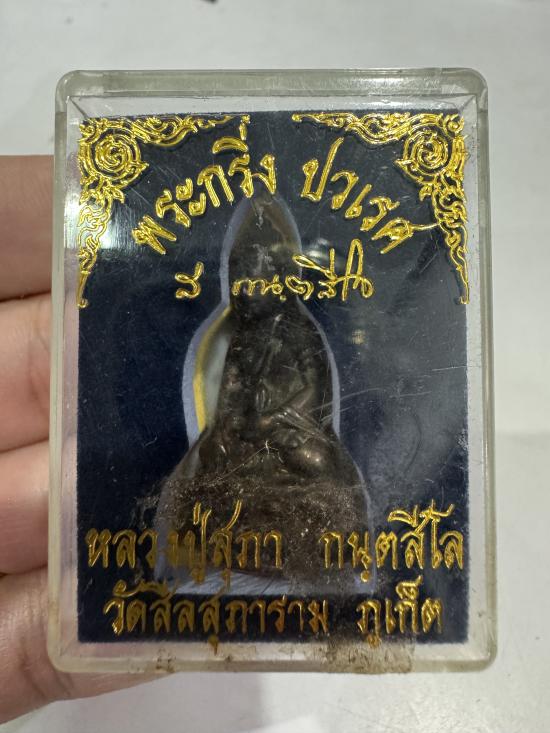 พระกริ่ง ปวเรศ
ส กนฺตสีโล
หลวงปู่สุภา กนฺตสีโล
วัดสีลสุภาราม ภูเก็ต